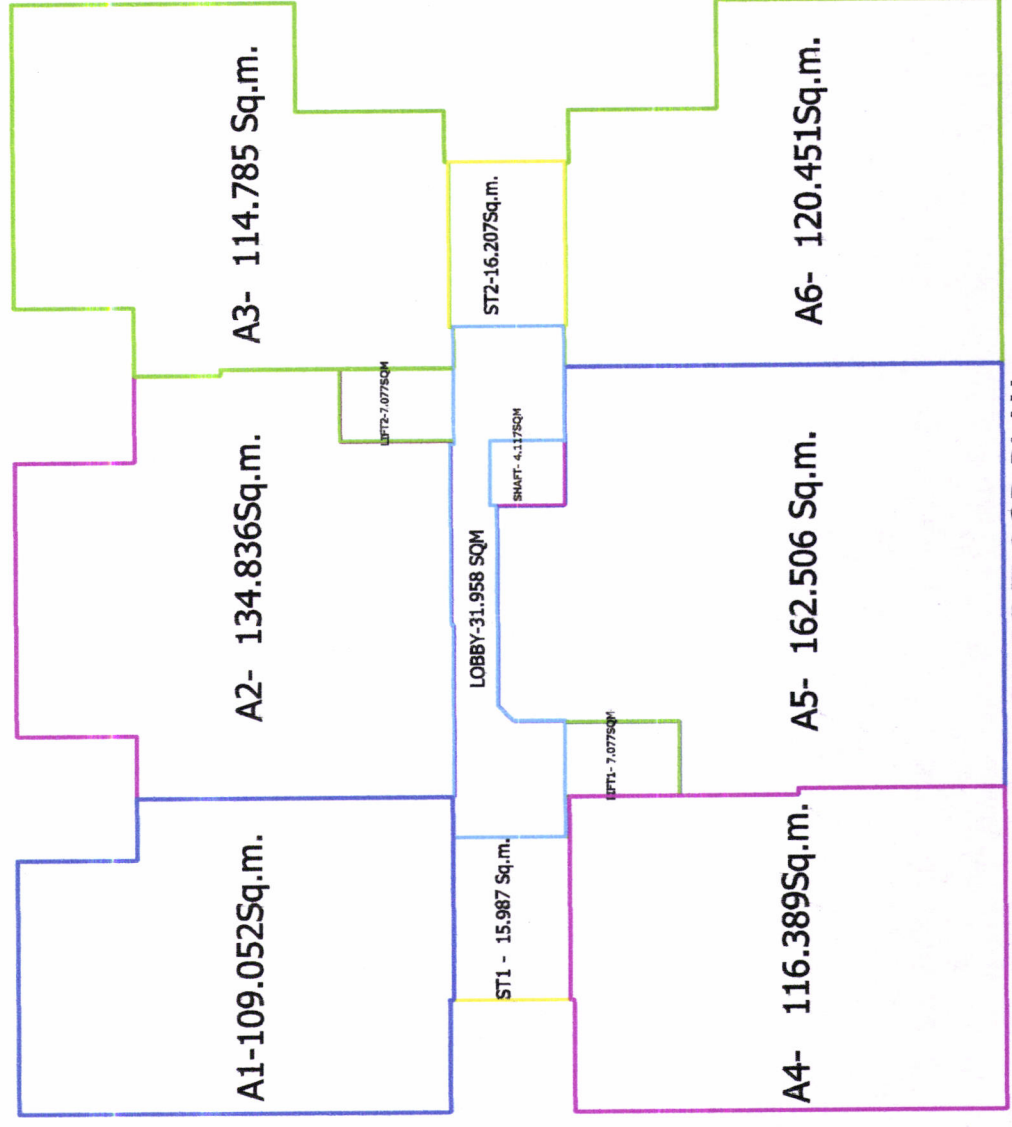 A1-109.052Sq.m.
A2- 134.836Sq.m.
A3- 114.785 Sq.m.
LIFT2-7.077SQM
ST1 - 15.987 Sq.m.
LOBBY-31.958 SQM
SHAFT- 4.117SQM
ST2-16.207Sq.m.
LIFT1- 7.077SQM
A4- 116.389Sq.m.
A5- 162.506 Sq.m.
A6- 120.451Sq.m.